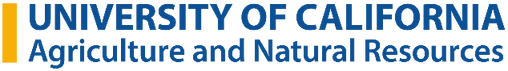 UNIVERSITY OF CALIFORNIA
Agriculture and Natural Resources